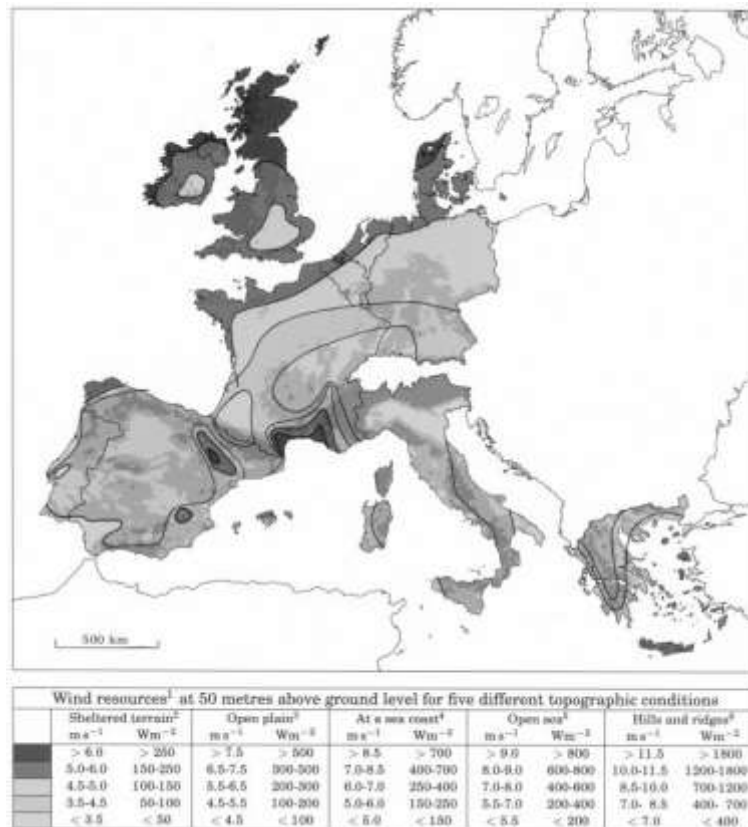 500 km
Wind resources¹ at 50 metres above ground level for five different topographic conditions
Sheltered terrain² Open plain³ At a sea coast⁴ Open sea⁵ Hills and ridges⁶
m s⁻¹ Wm⁻² m s⁻¹ Wm⁻² m s⁻¹ Wm⁻² m s⁻¹ Wm⁻² m s⁻¹ Wm⁻²
> 6.0 > 250 > 7.5 > 500 > 8.5 > 700 > 9.0 > 800 > 11.5 > 1800
5.0-6.0 150-250 6.5-7.5 300-500 7.0-8.5 400-700 8.0-9.0 600-800 10.0-11.5 1200-1800
4.5-5.0 100-150 5.5-6.5 200-300 6.0-7.0 250-400 7.0-8.0 400-600 8.5-10.0 700-1200
3.5-4.5 50-100 4.5-5.5 100-200 5.0-6.0 150-250 5.5-7.0 200-400 7.0- 8.5 400- 700
< 3.5 < 50 < 4.5 < 100 < 5.0 < 150 < 5.5 < 200 < 7.0 < 400